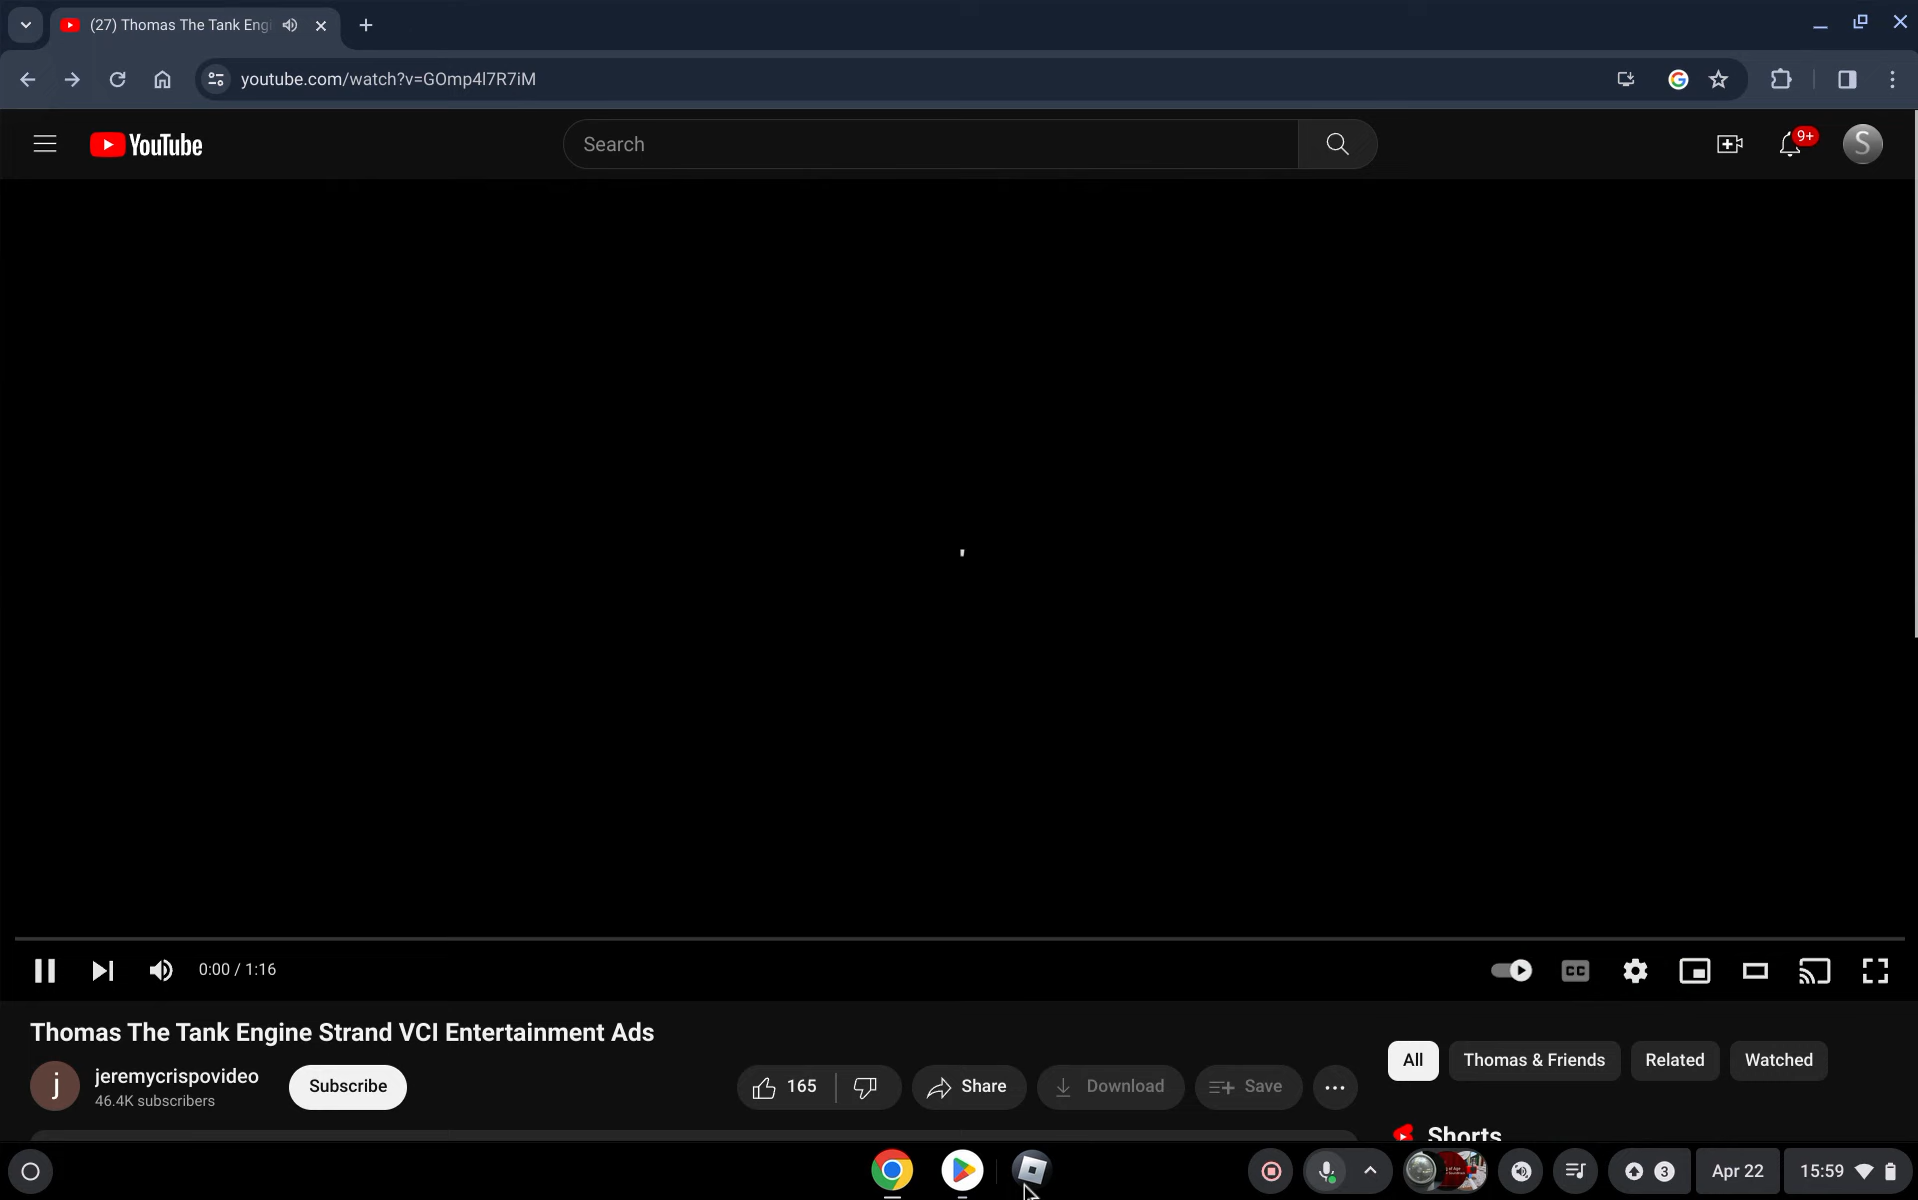 (27) Thomas The Tank Engi
youtube.com/watch?v=GOmp4l7R7iM
YouTube
Search
9+
S
0:00 / 1:16
CC
Thomas The Tank Engine Strand VCI Entertainment Ads
j
jeremycrispovideo
46.4K subscribers
Subscribe
165
Share
Download
Save
All
Thomas & Friends
Related
Watched
Shorts
3
Apr 22
15:59